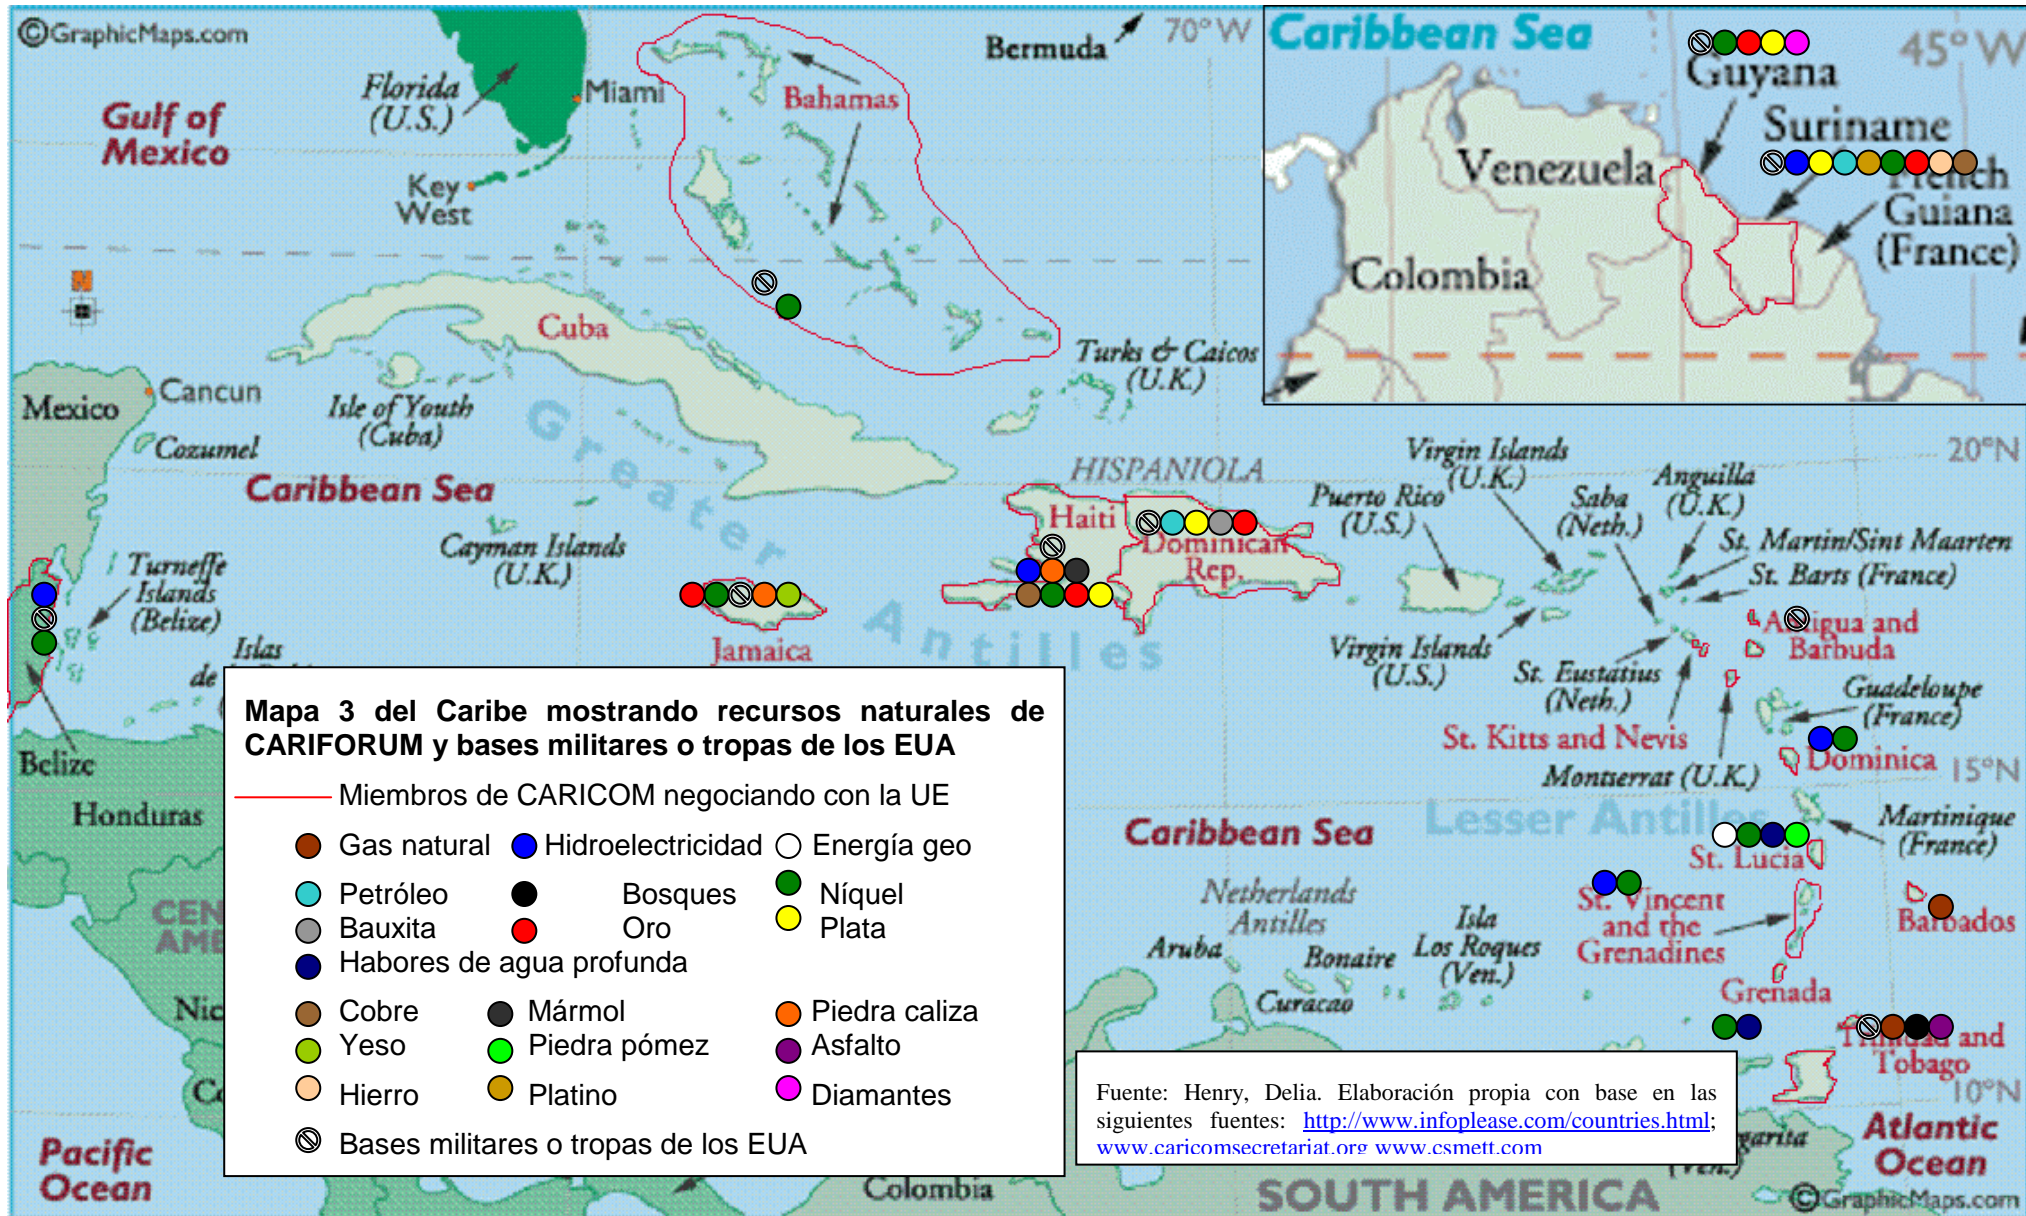 ©GraphicMaps.com
Gulf of
Mexico
Florida
(U.S.)
Miami
Key
West
Bahamas
Bermuda
70° W
Caribbean Sea
45° W
Guyana
Suriname
French
Guiana
(France)
Venezuela
Colombia
Cuba
Isle of Youth
(Cuba)
Turks & Caicos
(U.K.)
Mexico
Cancun
Cozumel
Greater
Antilles
Caribbean Sea
Cayman Islands
(U.K.)
Turneffe
Islands
(Belize)
Islas
de
Belize
Honduras
HISPANIOLA
Haiti
Dominican
Rep.
Jamaica
Puerto Rico
(U.S.)
Virgin Islands
(U.K.)
Saba
(Neth.)
Anguilla
(U.K.)
20°N
St. Martin/Sint Maarten
St. Barts (France)
Antigua and
Barbuda
Virgin Islands
(U.S.)
St. Eustatius
(Neth.)
Guadeloupe
(France)
St. Kitts and Nevis
Montserrat (U.K.)
Dominica
15°N
Lesser Antilles
Martinique
(France)
St. Lucia
Caribbean Sea
Netherlands
Antilles
Aruba
Bonaire
Curacao
Isla
Los Roques
(Ven.)
St. Vincent
and the
Grenadines
Barbados
Grenada
Trinidad and
Tobago
10°N
Mapa 3 del Caribe mostrando recursos naturales de
CARIFORUM y bases militares o tropas de los EUA
Miembros de CARICOM negociando con la UE
Gas natural Hidroelectricidad Energía geo
Petróleo Bosques Níquel
Bauxita Oro Plata
Habores de agua profunda
Cobre Mármol Piedra caliza
Yeso Piedra pómez Asfalto
Hierro Platino Diamantes
Bases militares o tropas de los EUA
Fuente: Henry, Delia. Elaboración propia con base en las
siguientes fuentes: http://www.infoplease.com/countries.html;
www.caricomsecretariat.org www.csmett.com
CEN
AME
Nic
Co
Pacific
Ocean
Colombia
SOUTH AMERICA
(Ven.)
Atlantic
Ocean
©GraphicMaps.com